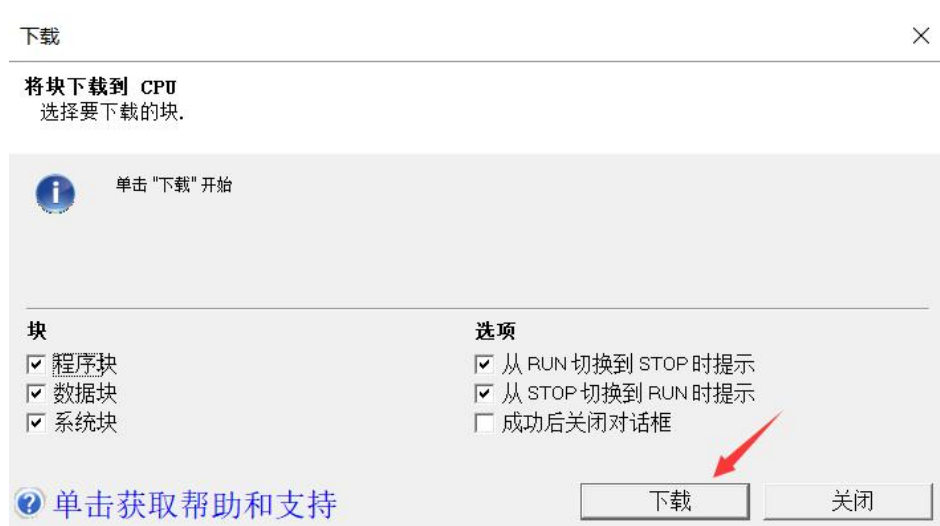 下载
将块下载到 CPU
选择要下载的块.
单击 "下载" 开始
块
程序块
数据块
系统块
选项
从 RUN 切换到 STOP 时提示
从 STOP 切换到 RUN 时提示
成功后关闭对话框
单击获取帮助和支持
下载
关闭